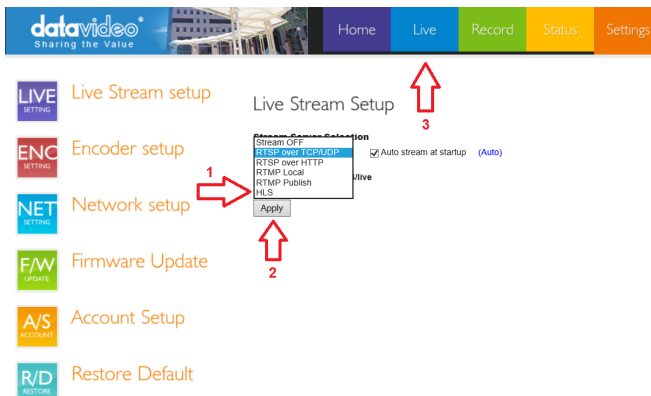 datavideo®
Sharing the Value
Home Live Record Status Settings
LIVE
SETTING
Live Stream setup
Live Stream Setup
3
ENC
SETTING
Encoder setup
Stream Server Selection
Stream OFF
RTSP over TCP/UDP
RTSP over HTTP
RTMP Local
RTMP Publish
HLS
Auto stream at startup (Auto)
/live
1
NET
SETTING
Network setup
Apply
2
F/W
UPDATE
Firmware Update
A/S
ACCOUNT
Account Setup
R/D
RESTORE
Restore Default